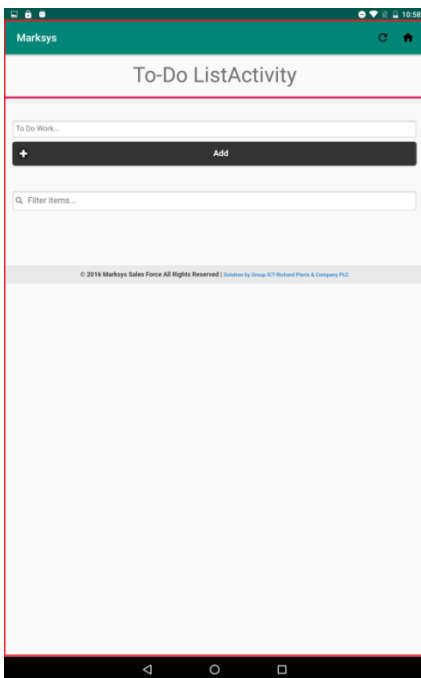 10:58
Marksys
To-Do ListActivity
To Do Work...
Add
Filter items...
© 2016 Marksys Sales Force All Rights Reserved | Solution by Group ICT-Richard Pieris & Company PLC